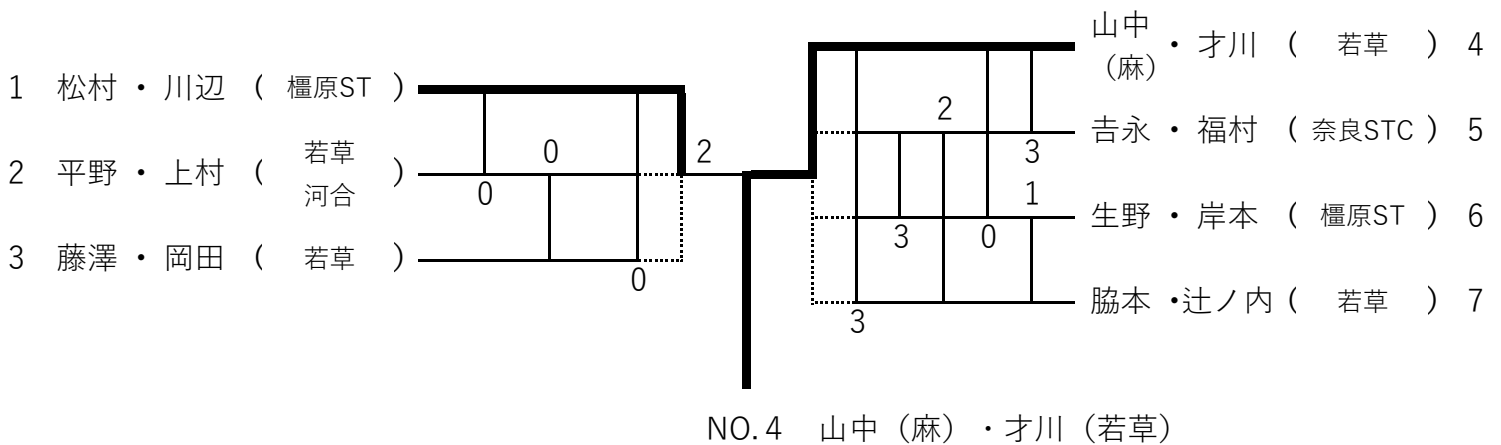 1 松村 ・ 川辺 ( 橿原ST )
2 平野 ・ 上村 ( 若草 河合 )
3 藤澤 ・ 岡田 ( 若草 )
0
0
0
2
山中（麻） ・ 才川 ( 若草 ) 4
𠮷永 ・ 福村 ( 奈良STC ) 5
生野 ・ 岸本 ( 橿原ST ) 6
脇本 ・辻ノ内 ( 若草 ) 7
2
3
1
3
0
3
NO.4 山中（麻）・才川（若草）